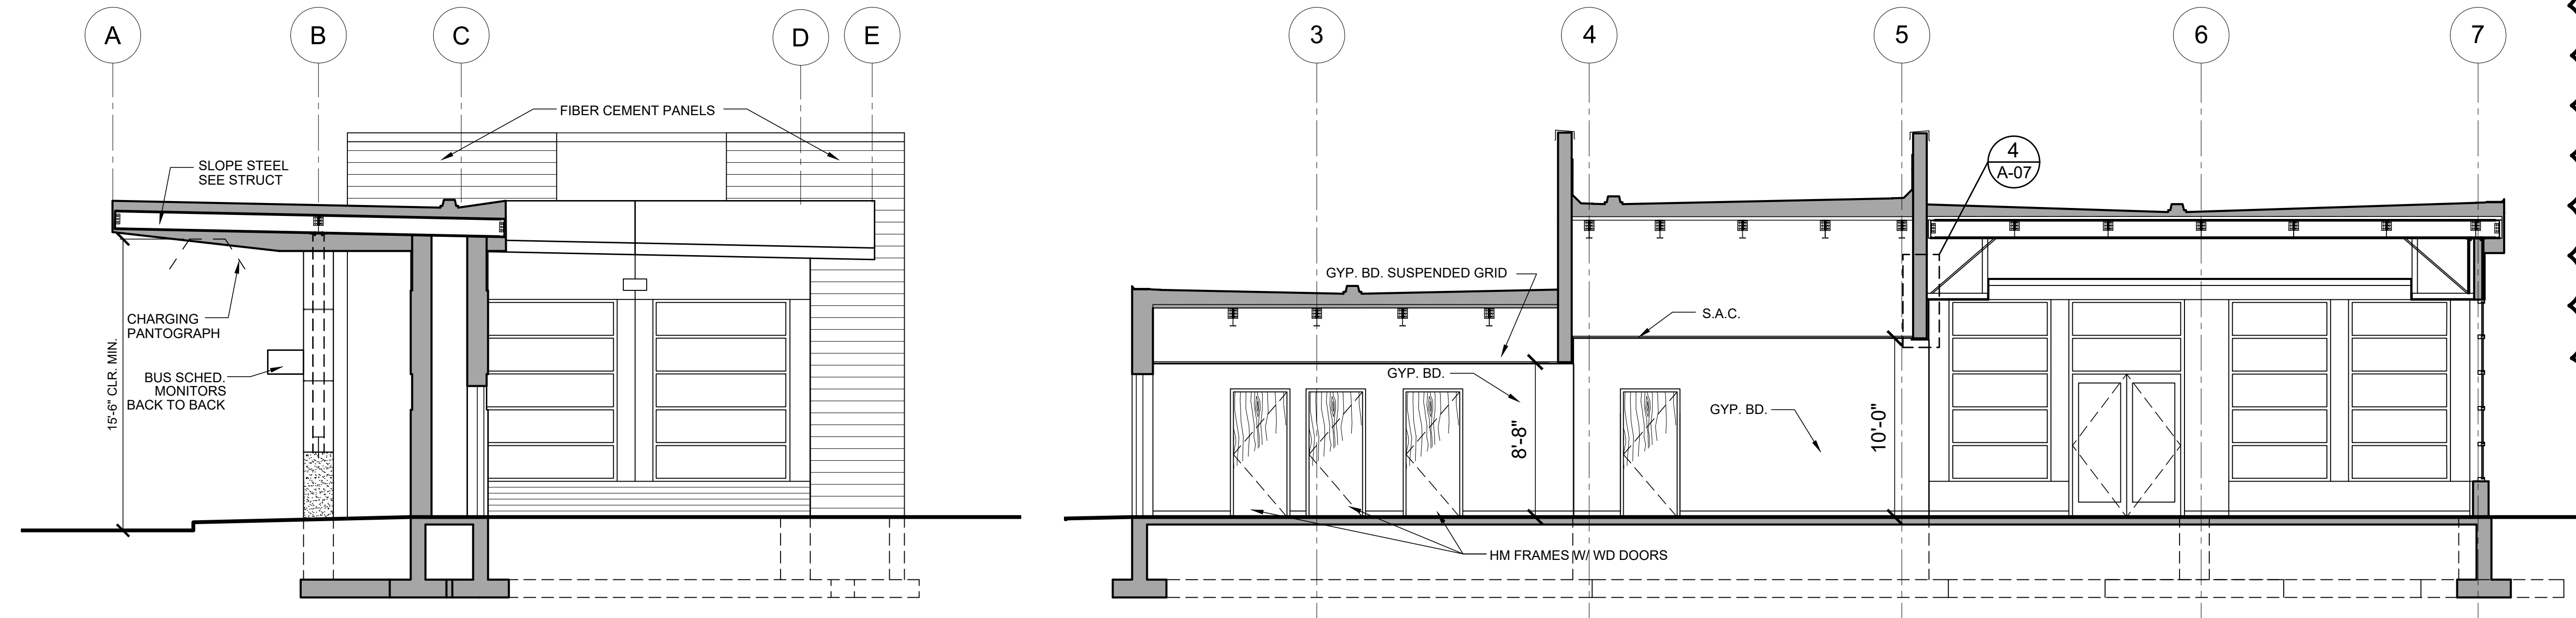 A
B
C
D
E
3
4
5
6
7
FIBER CEMENT PANELS
SLOPE STEEL
SEE STRUCT
4
A-07
GYP. BD. SUSPENDED GRID
S.A.C.
CHARGING
PANTOGRAPH
15'-6" CLR. MIN.
BUS SCHED.
MONITORS
BACK TO BACK
GYP. BD.
GYP. BD.
8'-8"
10'-0"
HM FRAMES W/ WD DOORS